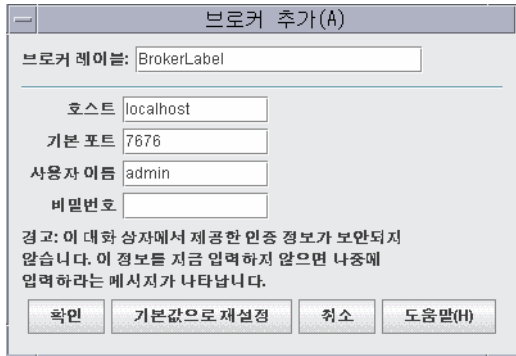 브로커 추가(A)
브로커 레이블: BrokerLabel
호스트 localhost
기본 포트 7676
사용자 이름 admin
비밀번호
경고: 이 대화 상자에서 제공한 인증 정보가 보안되지
않습니다. 이 정보를 지금 입력하지 않으면 나중에
입력하라는 메시지가 나타납니다.
확인 기본값으로 재설정 취소 도움말(H)